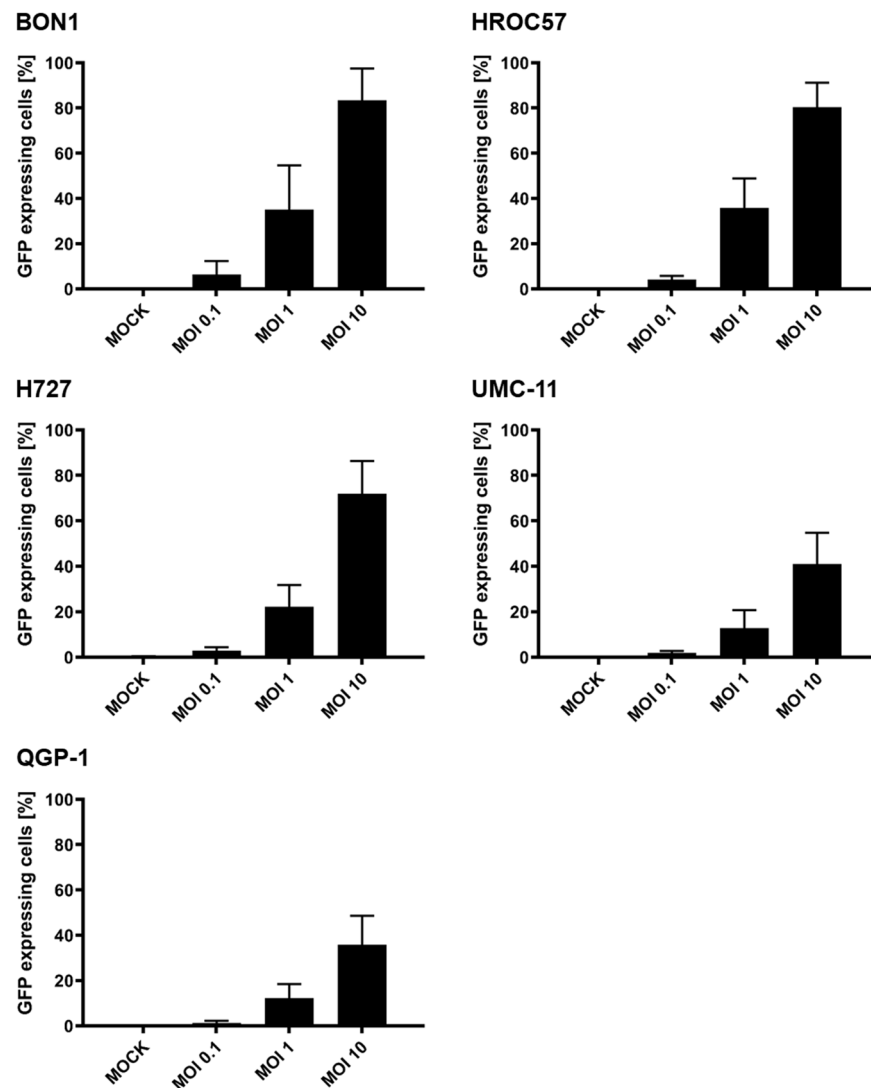 BON1
GFP expressing cells [%]
100
80
60
40
20
0
MOCK
MOI 0.1
MOI 1
MOI 10
HROC57
GFP expressing cells [%]
100
80
60
40
20
0
MOCK
MOI 0.1
MOI 1
MOI 10
H727
GFP expressing cells [%]
100
80
60
40
20
0
MOCK
MOI 0.1
MOI 1
MOI 10
UMC-11
GFP expressing cells [%]
100
80
60
40
20
0
MOCK
MOI 0.1
MOI 1
MOI 10
QGP-1
GFP expressing cells [%]
100
80
60
40
20
0
MOCK
MOI 0.1
MOI 1
MOI 10